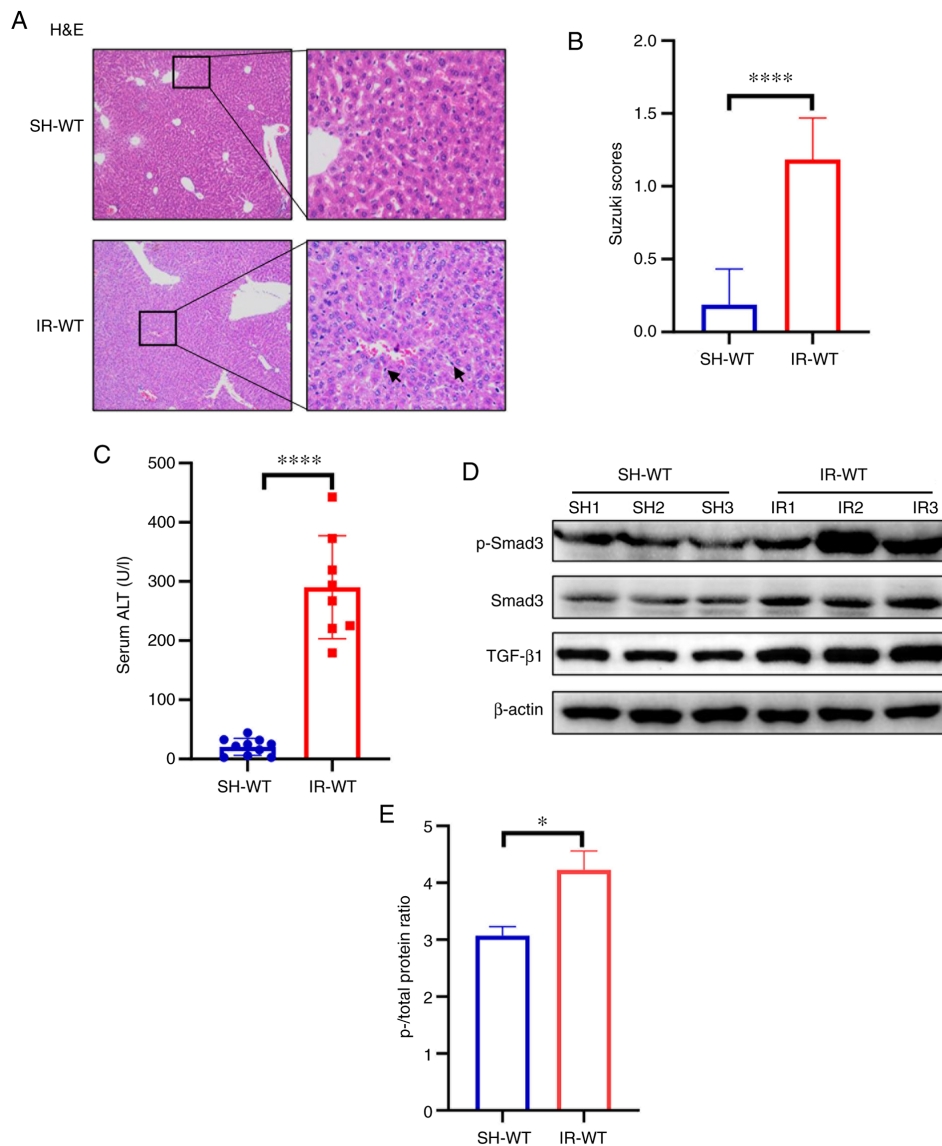 A
H&E
SH-WT
IR-WT
B
Suzuki scores
2.0
1.5
1.0
0.5
0.0
****
SH-WT IR-WT
C
Serum ALT (U/l)
500
400
300
200
100
0
****
SH-WT IR-WT
D
SH-WT IR-WT
SH1 SH2 SH3 IR1 IR2 IR3
p-Smad3
Smad3
TGF-β1
β-actin
E
p-/total protein ratio
5
4
3
2
1
0
*
SH-WT IR-WT